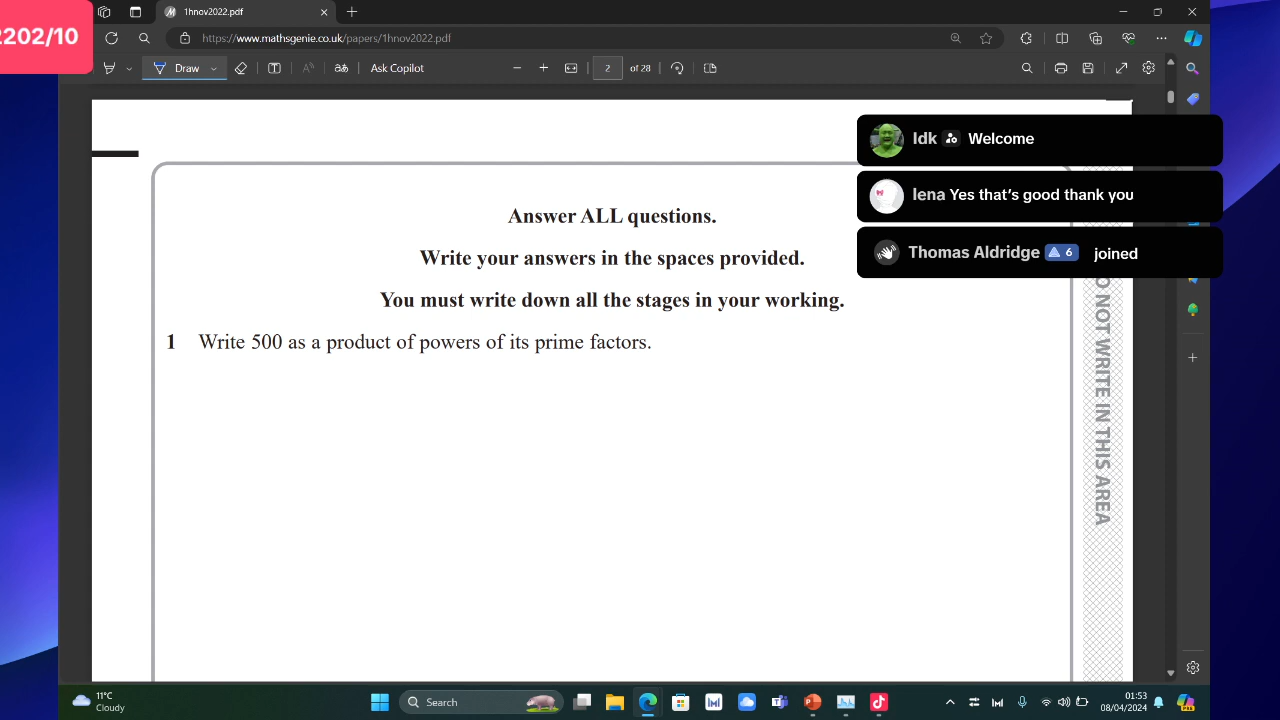 2202/10
1hnov2022.pdf
https://www.mathsgenie.co.uk/papers/1hnov2022.pdf
Draw
Ask Copilot
2
of 28
Idk Welcome
lena Yes that's good thank you
Thomas Aldridge 6 joined
Answer ALL questions.
Write your answers in the spaces provided.
You must write down all the stages in your working.
1 Write 500 as a product of powers of its prime factors.
O NOT WRITE IN THIS AREA
11°C
Cloudy
Search
01:53
08/04/2024